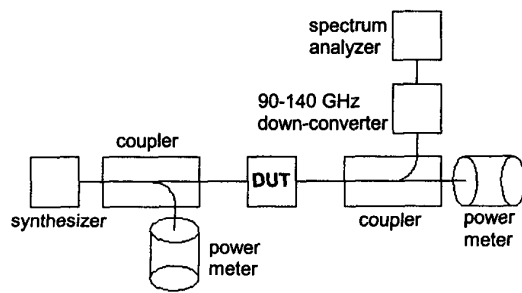 spectrum
analyzer
90-140 GHz
down-converter
coupler
DUT
synthesizer
coupler
power
meter
power
meter